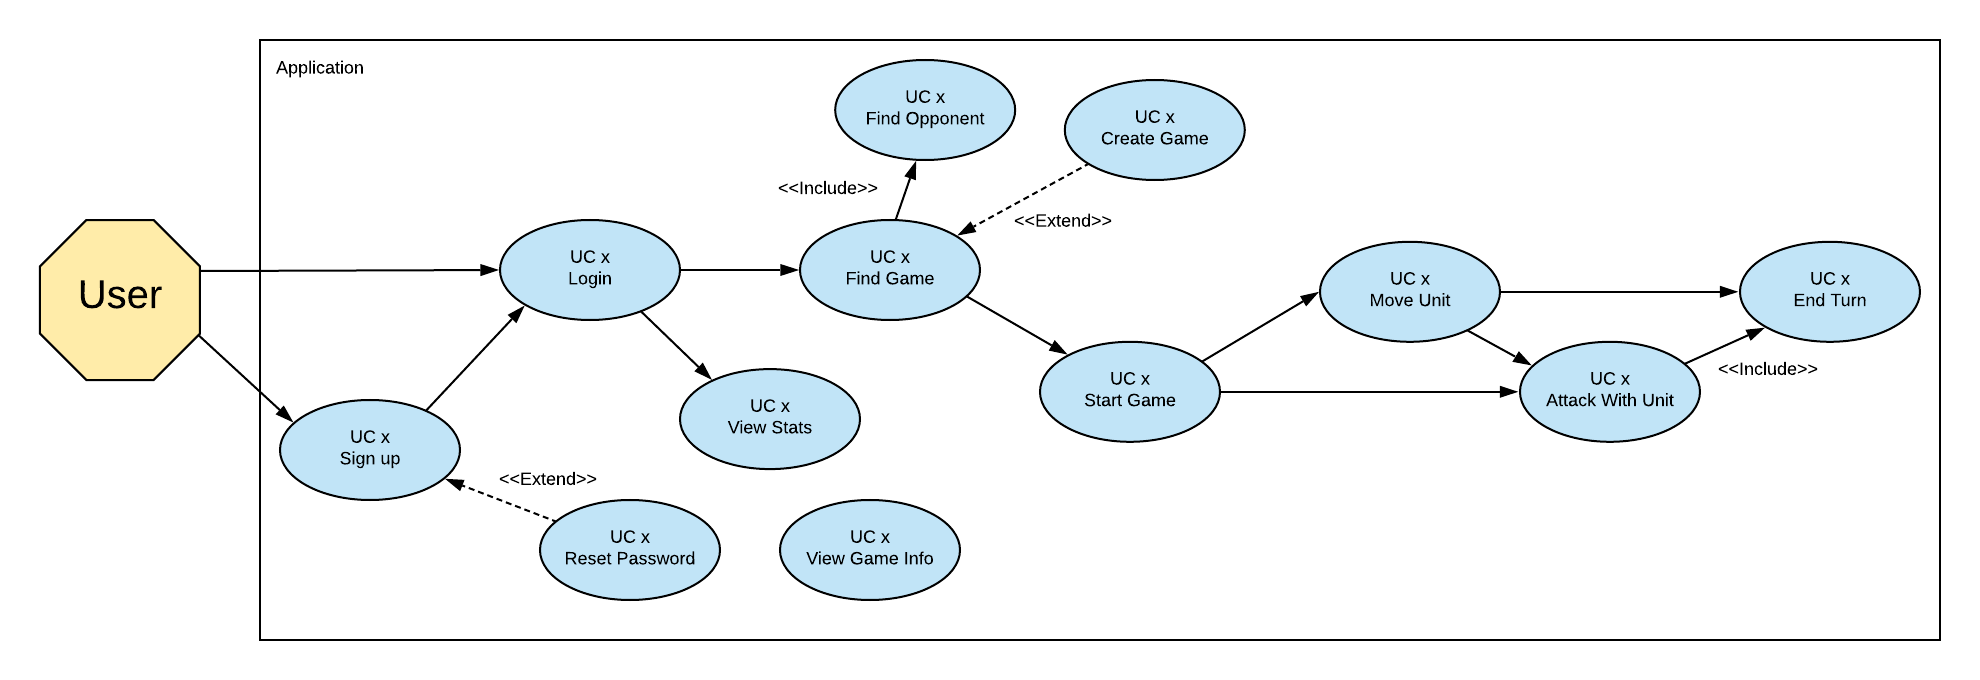 Application
UC x
Find Opponent
UC x
Create Game
<<Include>>
<<Extend>>
User
UC x
Login
UC x
Find Game
UC x
Move Unit
UC x
End Turn
UC x
Start Game
UC x
Attack With Unit
<<Include>>
UC x
View Stats
UC x
Sign up
<<Extend>>
UC x
Reset Password
UC x
View Game Info